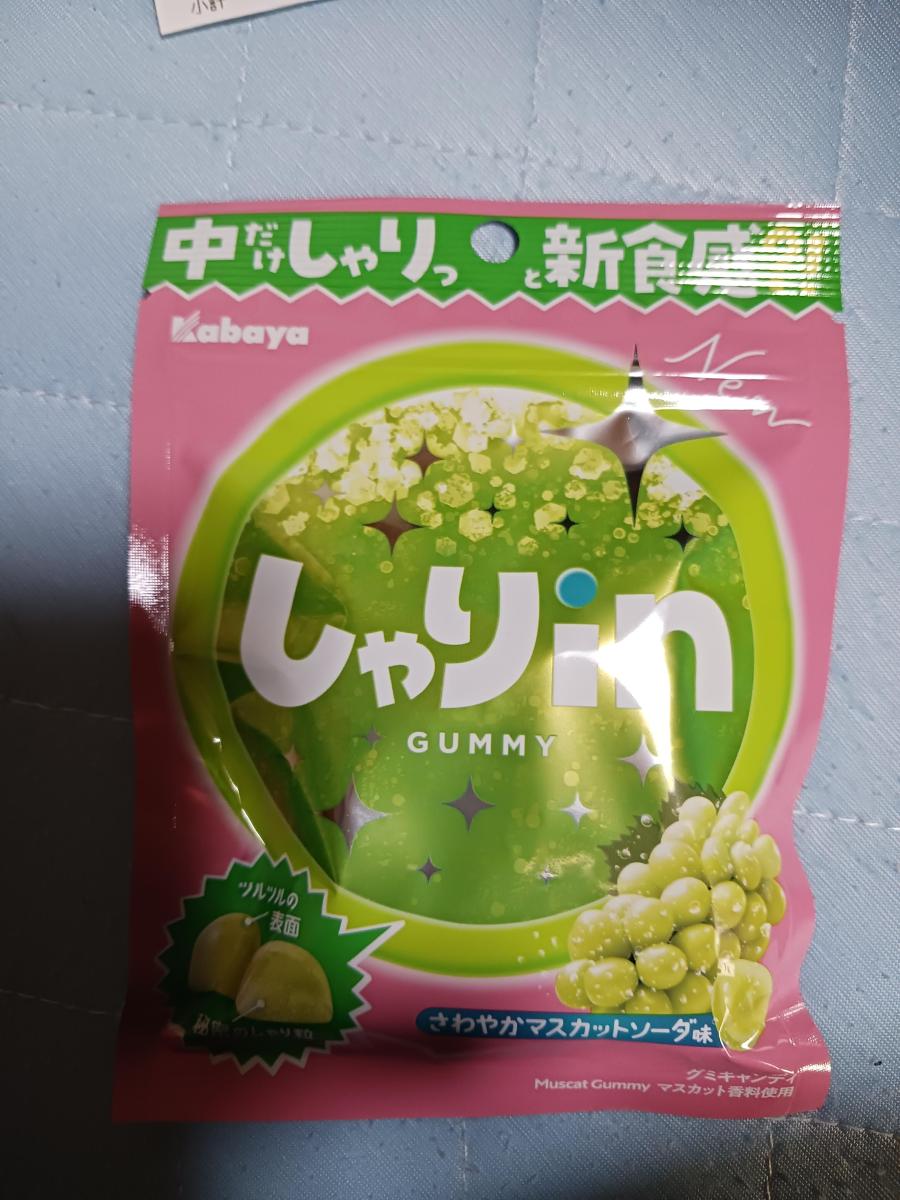 小計
中だけしゃりっと新食感
Kabaya
New
しゃりin
GUMMY
ツルツルの
表面
のしゃり粒
さわやかマスカットソーダ味
グミキャンディ
Muscat Gummy マスカット香料使用